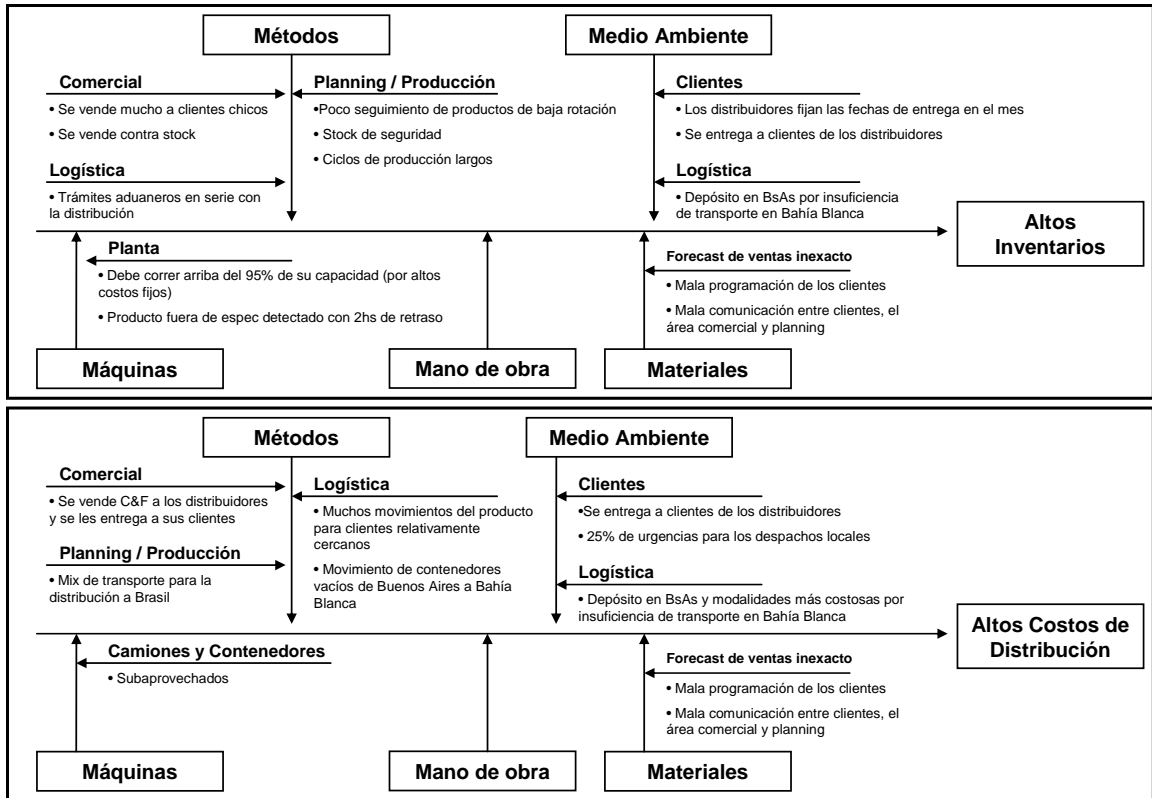 Métodos
Medio Ambiente
Comercial
• Se vende mucho a clientes chicos
• Se vende contra stock
Logística
• Trámites aduaneros en serie con
la distribución
Planning / Producción
•Poco seguimiento de productos de baja rotación
• Stock de seguridad
• Ciclos de producción largos
Clientes
• Los distribuidores fijan las fechas de entrega en el mes
• Se entrega a clientes de los distribuidores
Logística
• Depósito en BsAs por insuficiencia
de transporte en Bahía Blanca
Altos
Inventarios
Planta
• Debe correr arriba del 95% de su capacidad (por altos
costos fijos)
• Producto fuera de espec detectado con 2hs de retraso
Forecast de ventas inexacto
• Mala programación de los clientes
• Mala comunicación entre clientes, el
área comercial y planning
Máquinas
Mano de obra
Materiales
Métodos
Medio Ambiente
Comercial
• Se vende C&F a los distribuidores
y se les entrega a sus clientes
Planning / Producción
• Mix de transporte para la
distribución a Brasil
Logística
• Muchos movimientos del producto
para clientes relativamente
cercanos
• Movimiento de contenedores
vacíos de Buenos Aires a Bahía
Blanca
Clientes
•Se entrega a clientes de los distribuidores
• 25% de urgencias para los despachos locales
Logística
• Depósito en BsAs y modalidades más costosas por
insuficiencia de transporte en Bahía Blanca
Altos Costos de
Distribución
Camiones y Contenedores
• Subaprovechados
Forecast de ventas inexacto
• Mala programación de los clientes
• Mala comunicación entre clientes, el
área comercial y planning
Máquinas
Mano de obra
Materiales